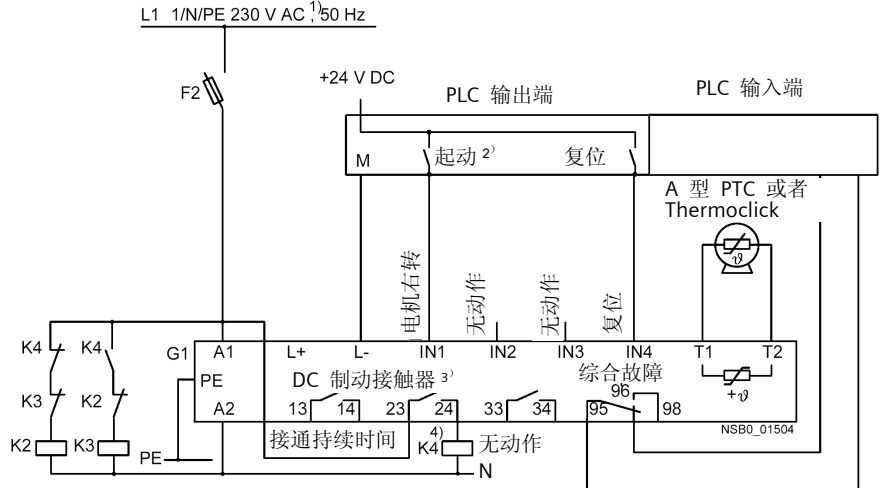 L1 1/N/PE 230 V AC 1), 50 Hz
F2
+24 V DC
PLC 输出端
PLC 输入端
M
起动 2)
复位
A 型 PTC 或者
Thermoclick
ϑ
电机右转
无动作
无动作
复位
K4
K4
G1
A1
L+
L-
IN1
IN2
IN3
IN4
T1
T2
PE
DC 制动接触器 3)
综合故障
+ϑ
K3
K2
A2
13
14
23
24
33
34
95
96
98
NSB0_01504
K2
K3
PE
接通持续时间
4)
K4
无动作
N